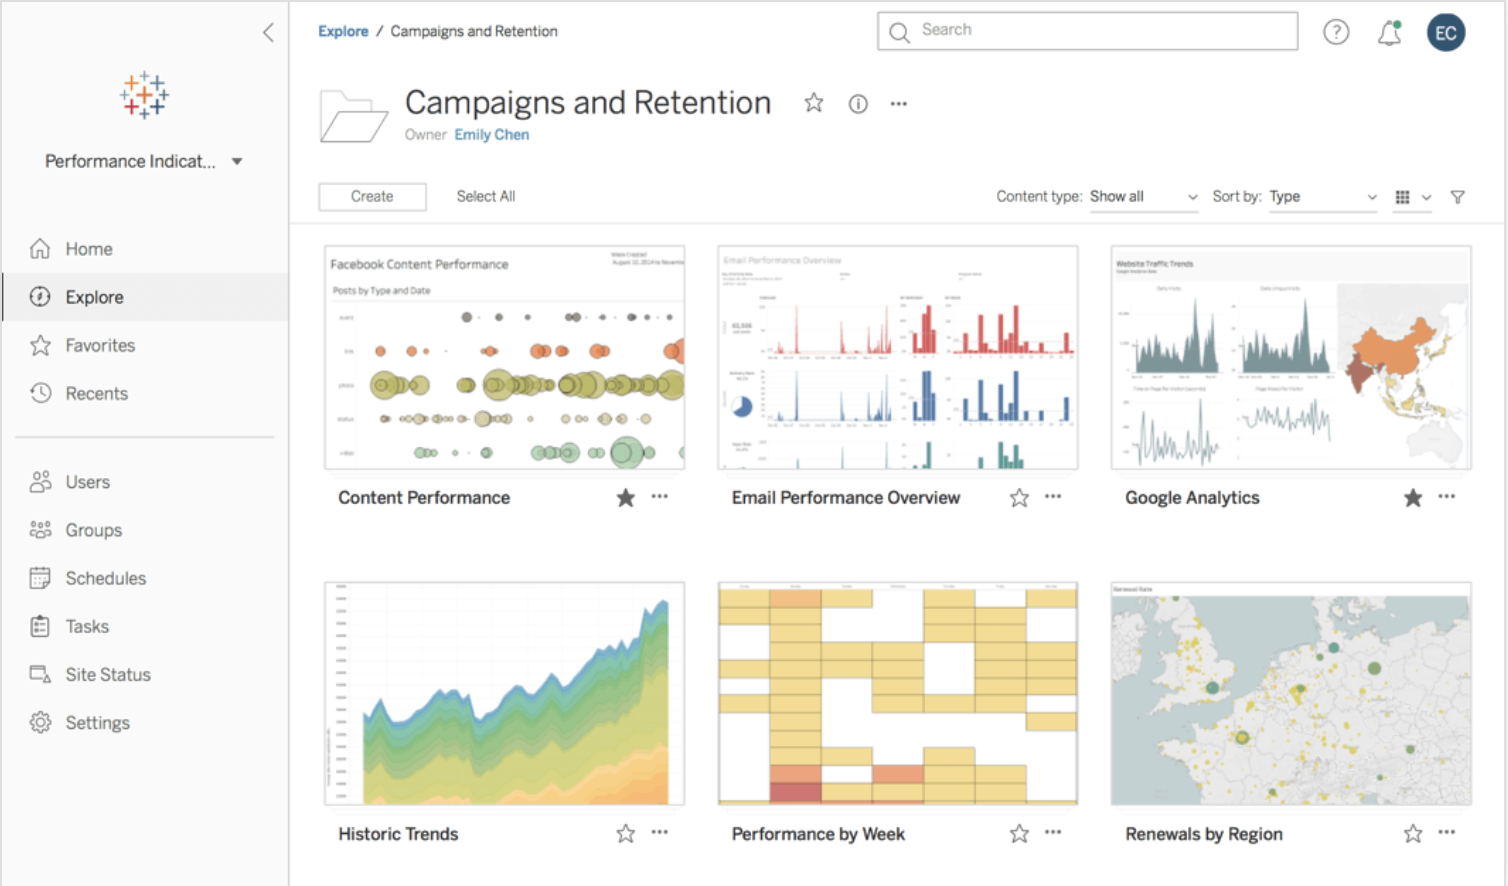 Explore / Campaigns and Retention
Search
EC
Campaigns and Retention
Owner Emily Chen
Performance Indicat...
Create
Select All
Content type: Show all
Sort by: Type
Home
Explore
Favorites
Recents
Users
Groups
Schedules
Tasks
Site Status
Settings
Facebook Content Performance
Posts by Type and Date
Content Performance
Email Performance Overview
Email Performance Overview
Website Traffic Trends
Google Analytics
Historic Trends
Performance by Week
Renewal Rate
Renewals by Region